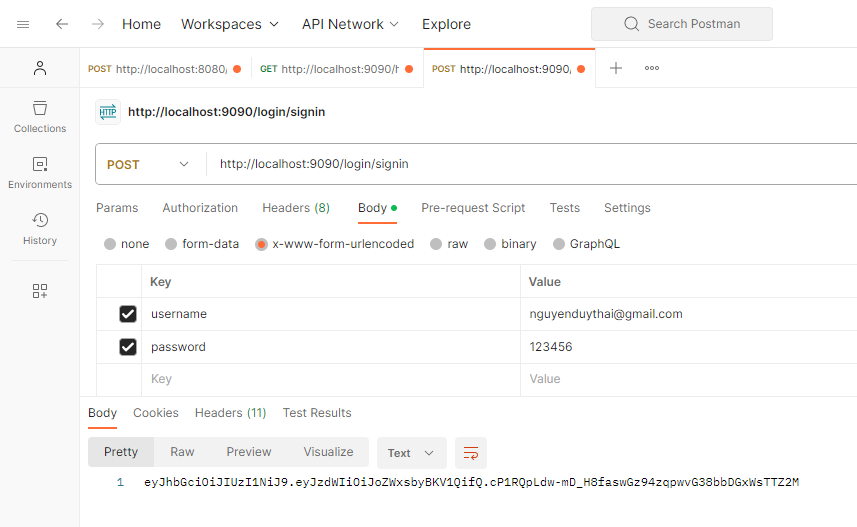 Home Workspaces API Network Explore Search Postman
POST http://localhost:8080/ GET http://localhost:9090/h POST http://localhost:9090/
HTTP http://localhost:9090/login/signin
Collections
POST http://localhost:9090/login/signin
Environments
Params Authorization Headers (8) Body Pre-request Script Tests Settings
History
none form-data x-www-form-urlencoded raw binary GraphQL
Key Value
username nguyenduythai@gmail.com
password 123456
Key Value
Body Cookies Headers (11) Test Results
Pretty Raw Preview Visualize Text
1 eyJhbGciOiJIUzI1NiJ9.eyJzdWIiOiJoZWxsbyBKV1QifQ.cP1RQpLdw-mD_H8faswGz94zqpwvG38bbDGxWsTTZ2M